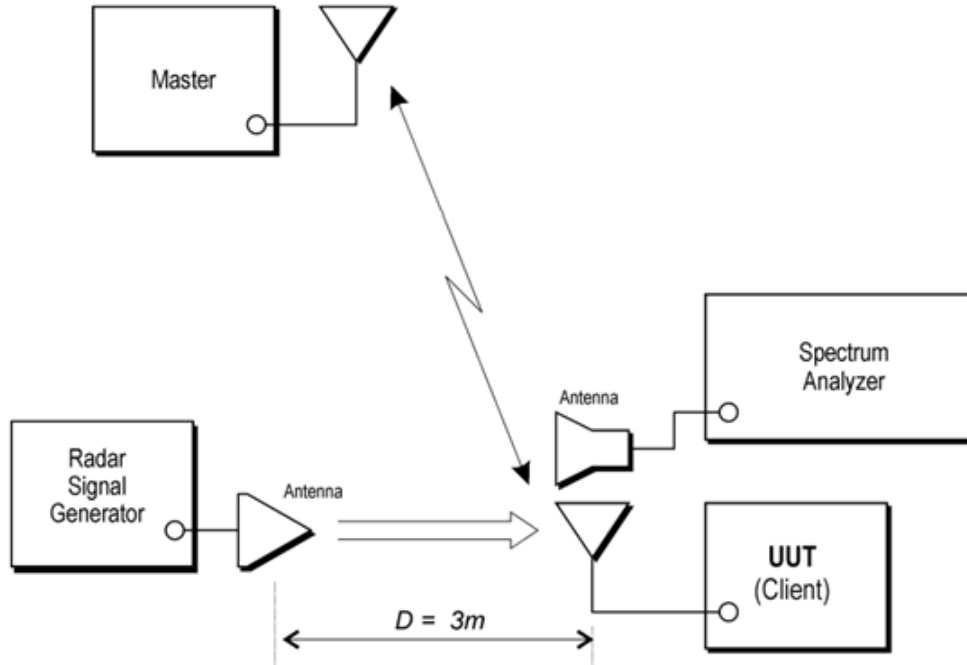 Master
Spectrum
Analyzer
Antenna
Radar
Signal
Generator
Antenna
UUT
(Client)
D = 3m